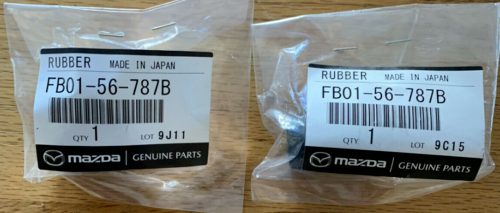 RUBBER MADE IN JAPAN
FB01-56-787B
QTY 1 LOT 9J11
mazda GENUINE PARTS
RUBBER MADE IN JAPAN
FB01-56-787B
QTY 1 LOT 9C15
mazda GENUINE PARTS